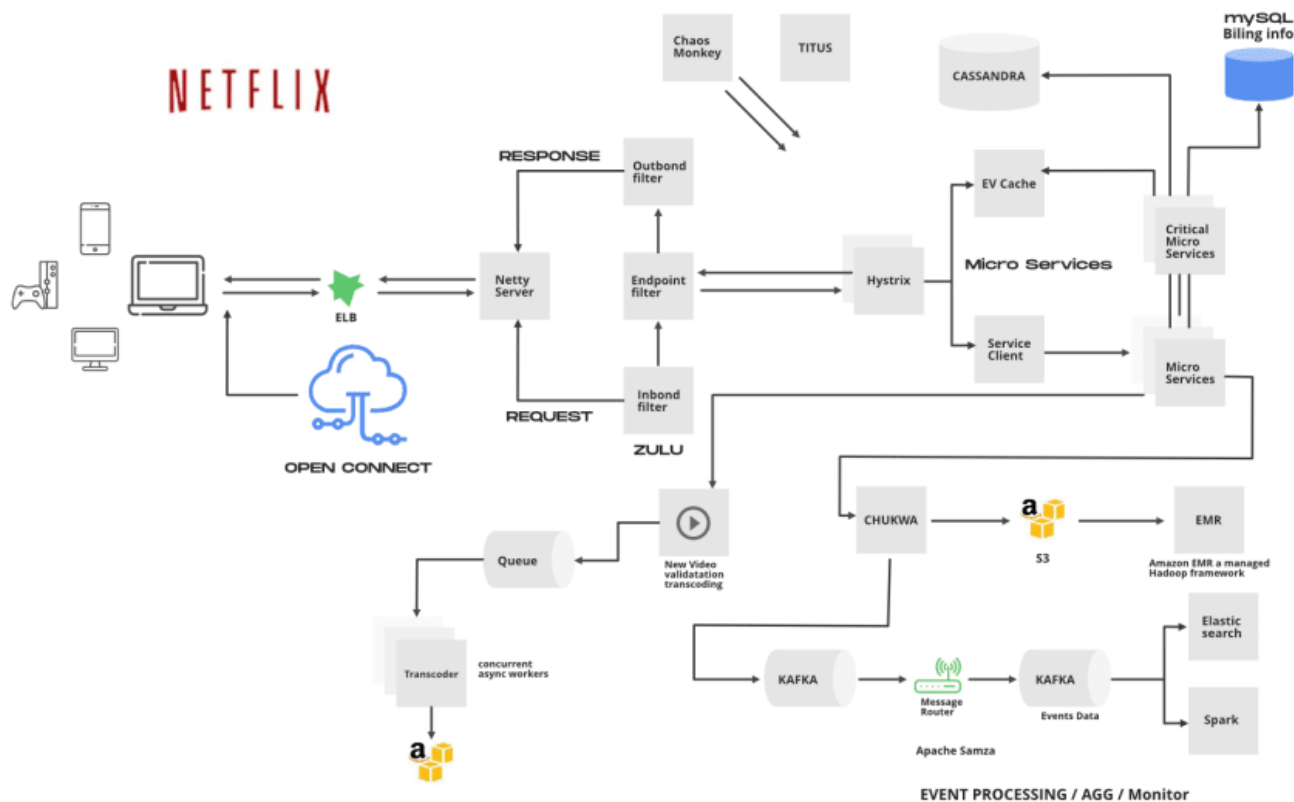 NETFLIX
Chaos
Monkey
TITUS
CASSANDRA
mySQL
Biling info
RESPONSE
Outbond
filter
EV Cache
Critical
Micro
Services
Netty
Server
Endpoint
filter
Hystrix
Micro Services
ELB
Service
Client
Micro
Services
Inbond
filter
REQUEST
ZULU
OPEN CONNECT
Queue
New Video
validatation
transcoding
CHUKWA
a
S3
EMR
Amazon EMR a managed
Hadoop framework
Transcoder
concurrent
async workers
a
KAFKA
Message
Router
KAFKA
Events Data
Elastic
search
Spark
Apache Samza
EVENT PROCESSING / AGG / Monitor